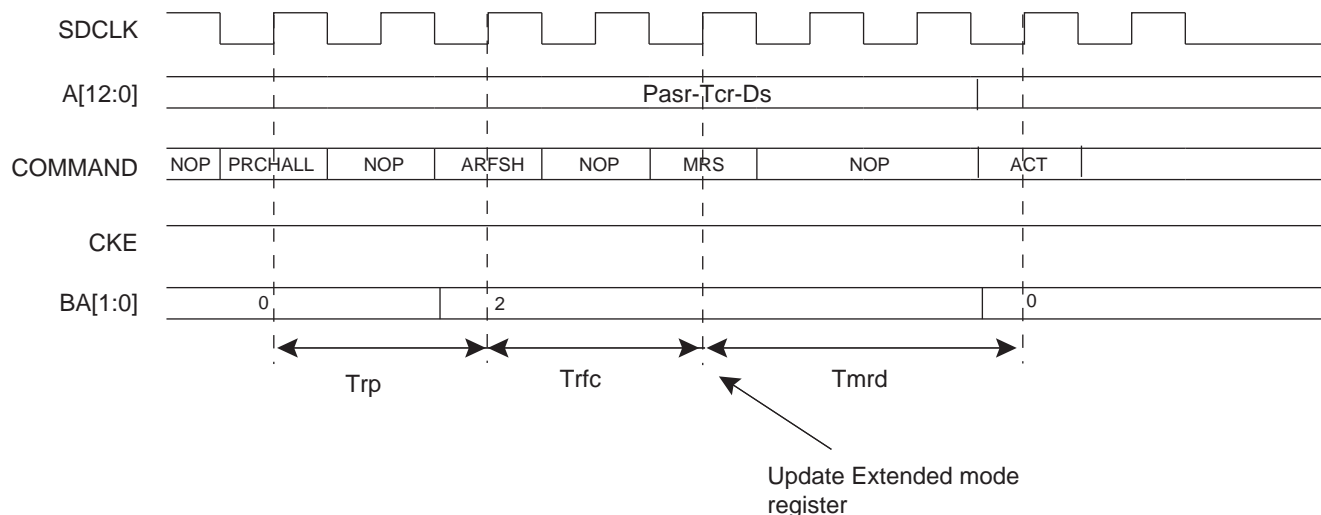 SDCLK
A[12:0]
Pasr-Tcr-Ds
COMMAND
NOP
PRCHALL
NOP
ARFSH
NOP
MRS
NOP
ACT
CKE
BA[1:0]
0
2
0
Trp
Trfc
Tmrd
Update Extended mode
register